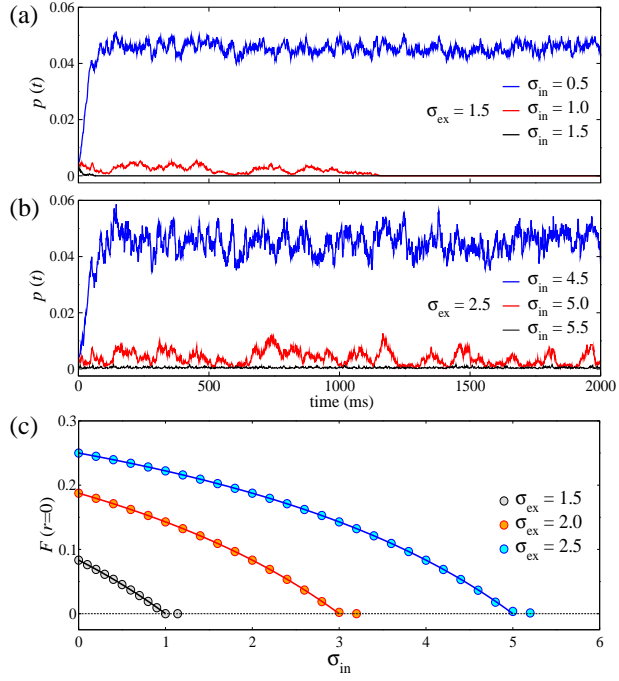 (a)
0.06
0.04
0.02
0
p (t)
σex = 1.5
σin = 0.5
σin = 1.0
σin = 1.5
(b)
0.06
0.04
0.02
0
p (t)
σex = 2.5
σin = 4.5
σin = 5.0
σin = 5.5
0 500 1000 1500 2000
time (ms)
(c)
0.3
0.2
0.1
0
F (r=0)
σex = 1.5
σex = 2.0
σex = 2.5
0 1 2 3 4 5 6
σin